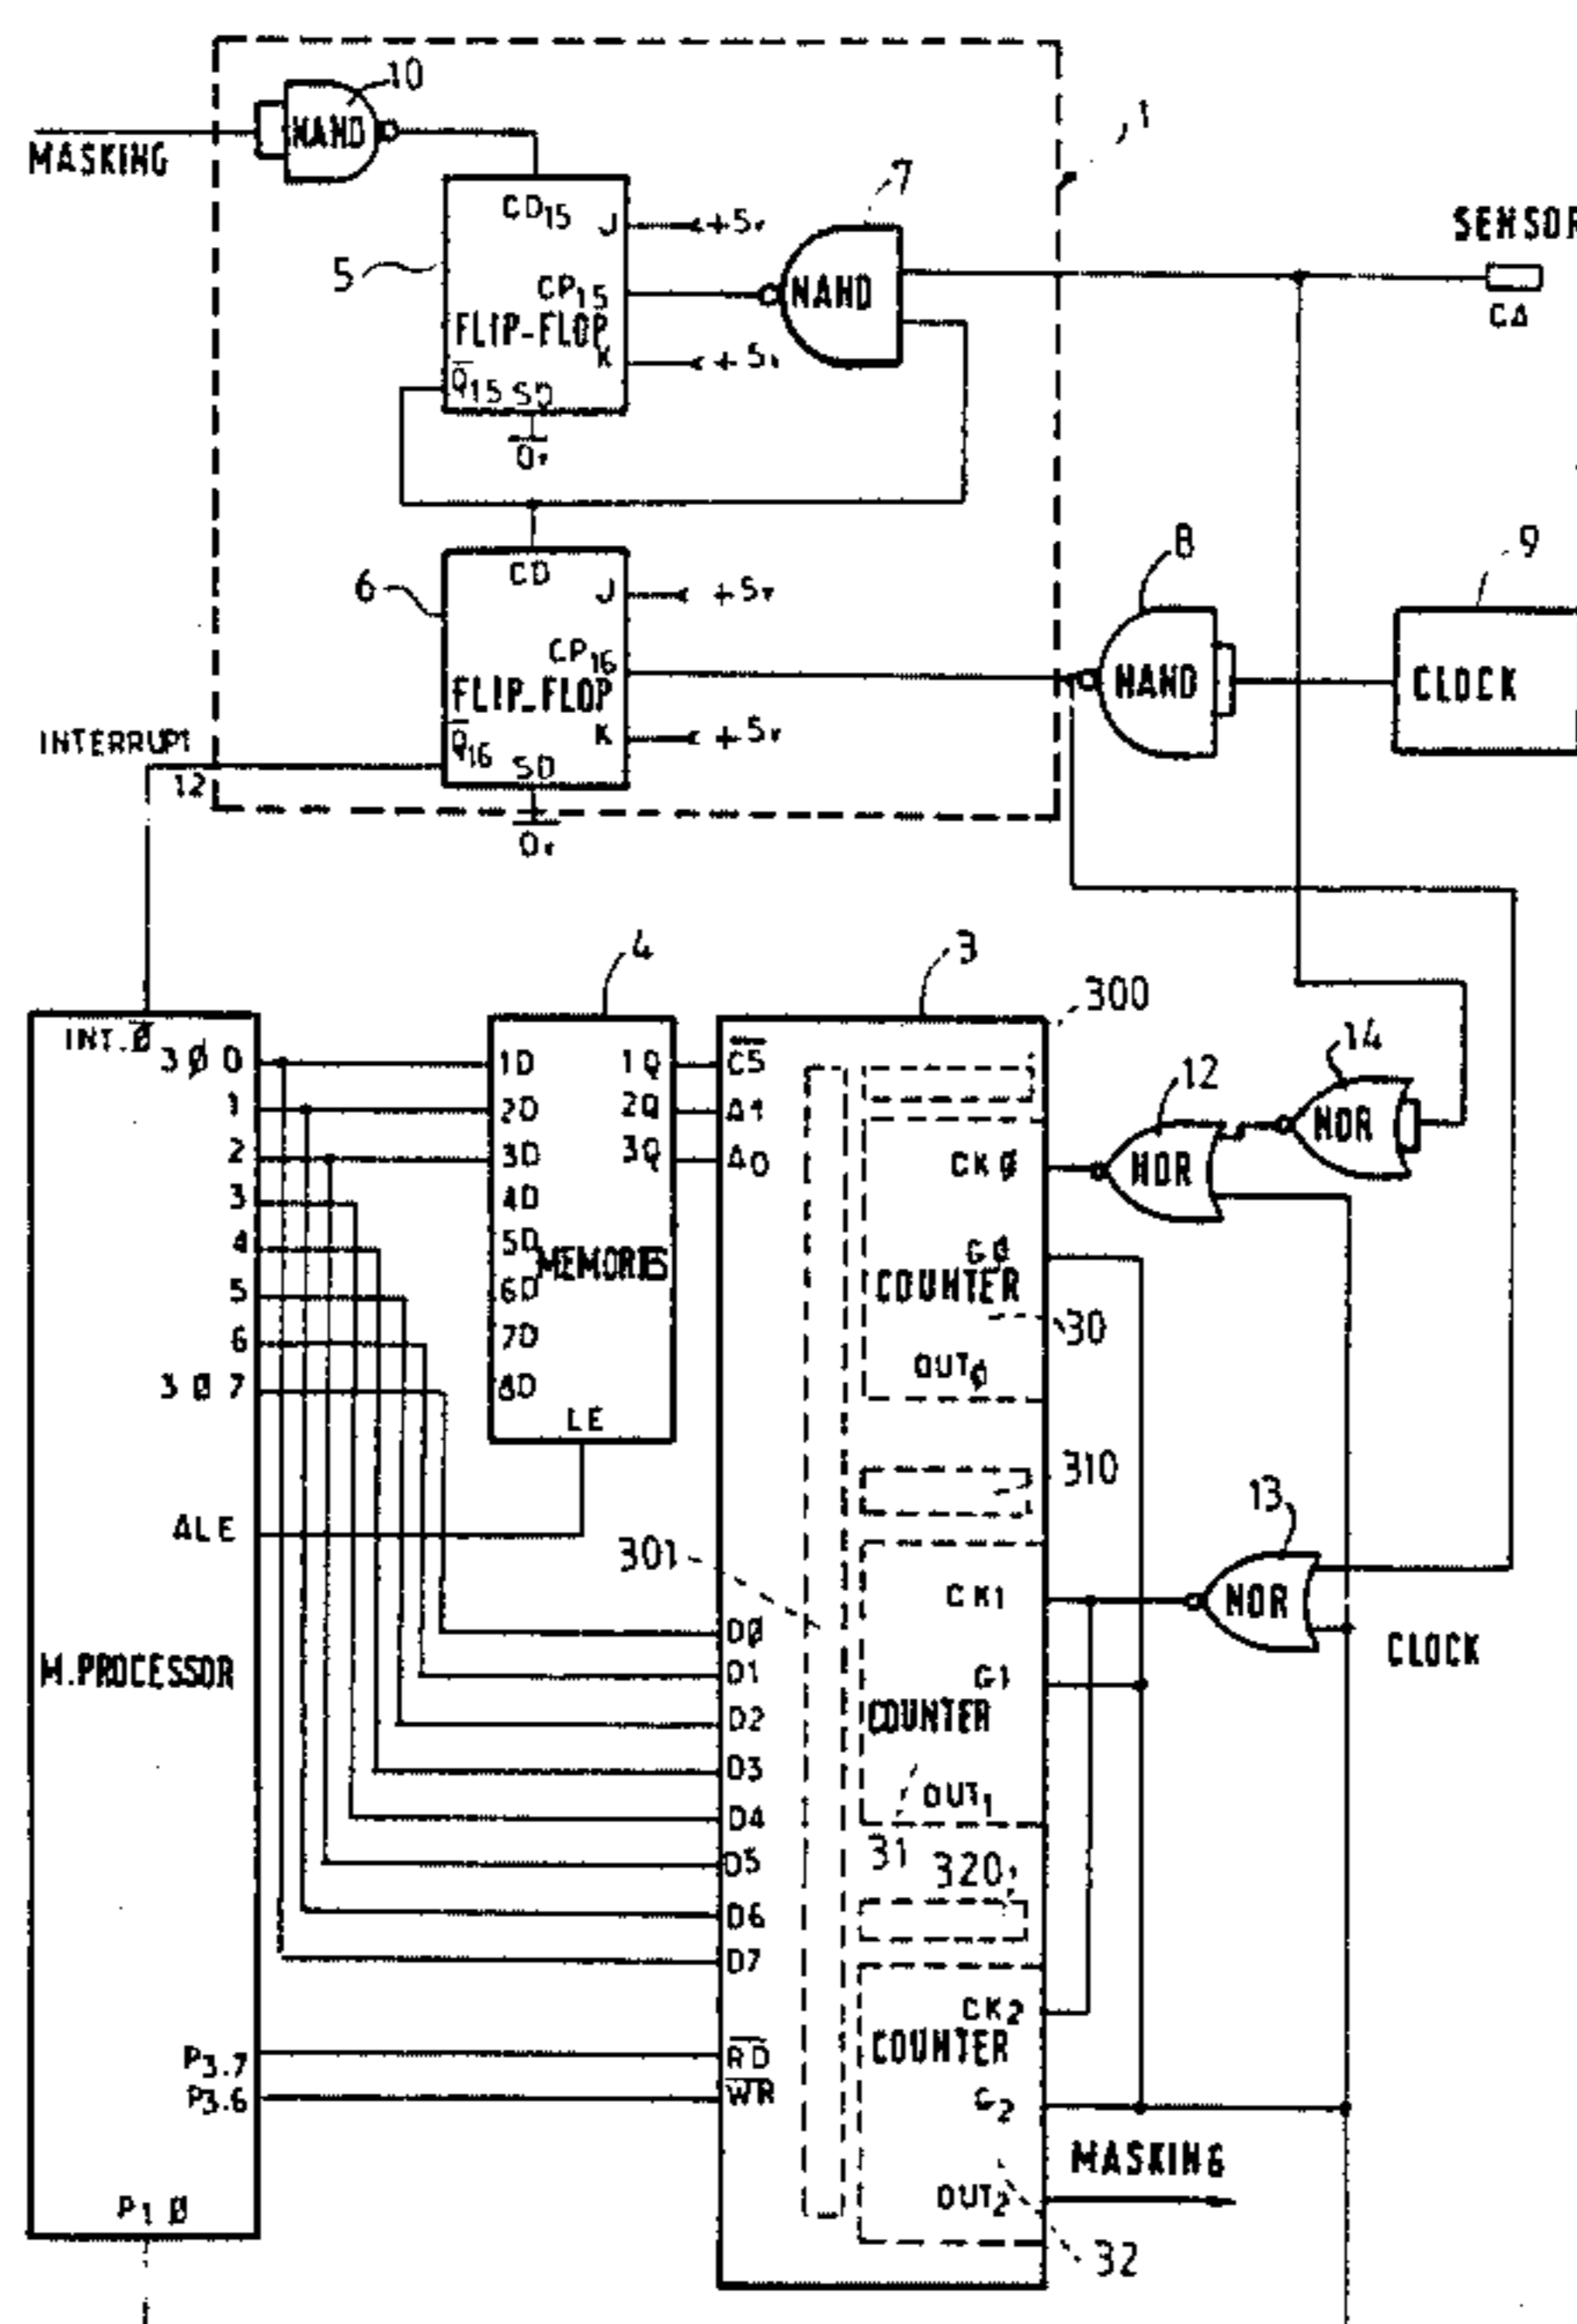 10
NAND
MASKING
1
CD15
J
+5v
7
SENSOR
5
CP15
NAND
FLIP-FLOP
K
+5v
CA
Q̅15
SD
0v
8
9
CD
6
J
+5v
CP16
NAND
CLOCK
FLIP-FLOP
K
+5v
INTERRUPT
Q̅16
12
SD
0v
4
3
300
INT.Ø
14
3Ø0
1D
1Q
C̅S̅
12
1
2D
2Q
A1
NOR
2
3D
3Q
A0
CKØ
NOR
3
4D
4
5D
GØ
MEMORIES
5
6D
COUNTER
6
7D
30
3Ø7
8D
OUTØ
LE
310
13
ALE
301
CK1
NOR
DØ
CLOCK
M.PROCESSOR
D1
G1
D2
COUNTER
D3
OUT1
D4
31
D5
320
D6
D7
CK2
COUNTER
P3.7
R̅D̅
P3.6
W̅R̅
G2
MASKING
P1Ø
OUT2
32